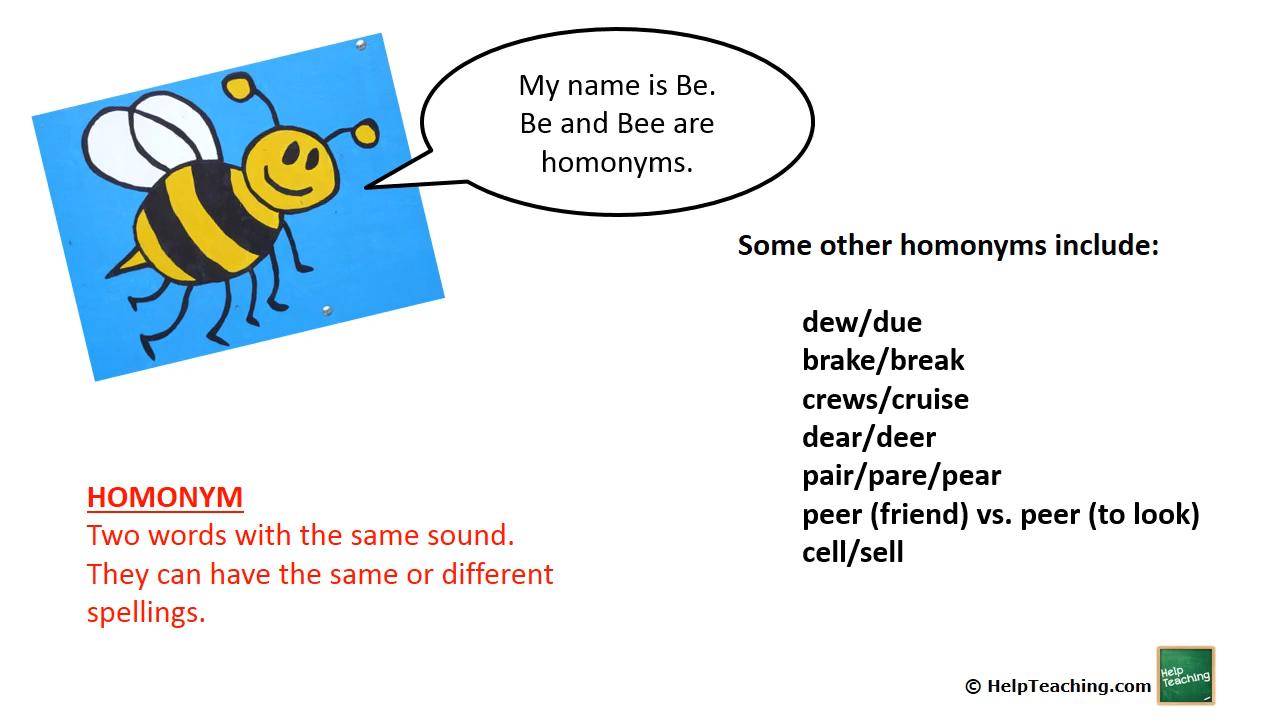 My name is Be.
Be and Bee are
homonyms.
Some other homonyms include:
dew/due
brake/break
crews/cruise
dear/deer
pair/pare/pear
peer (friend) vs. peer (to look)
cell/sell
HOMONYM
Two words with the same sound.
They can have the same or different
spellings.
© HelpTeaching.com
Help
Teaching